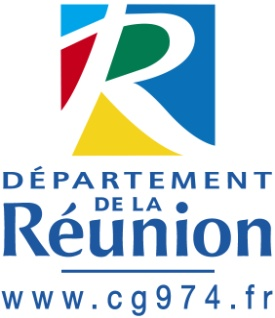 R
DÉPARTEMENT
DE LA
Réunion
www.cg974.fr